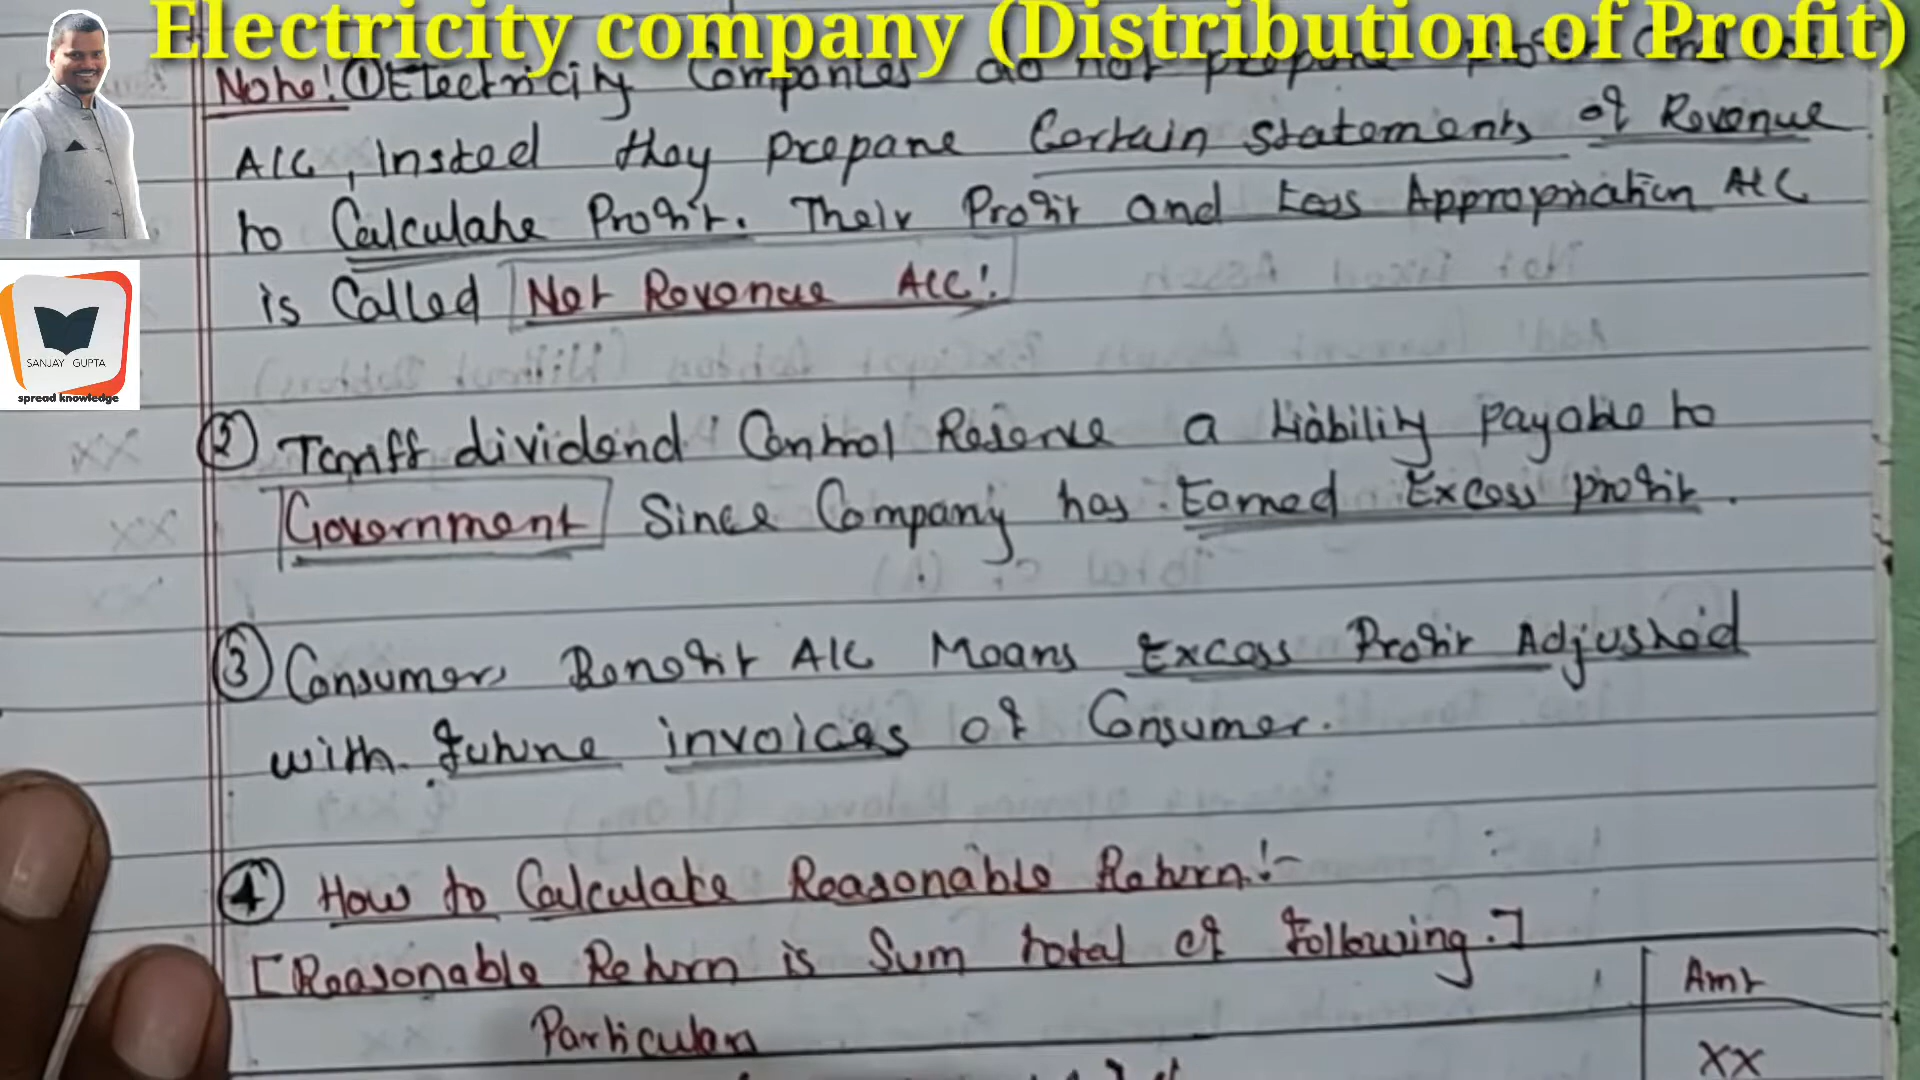 Electricity company (Distribution of Profit)
Note! ① Electricity Companies do not prepare
A/C, Insted they prepare Certain statements of Revenue
to Calculate Profit. Their Profit and Loss Appropriation A/C
is Called Net Revenue A/C!
② Tariff dividend Control Reserve a Liability payable to
Government Since Company has Earned Excess profit.
③ Consumers Benefit A/C Means Excess Profit Adjusted
with future invoices of Consumer.
④ How to Calculate Reasonable Return:-
[Reasonable Return is Sum total of following.]
Amt
Particulars
XX
SANJAY GUPTA
spread knowledge